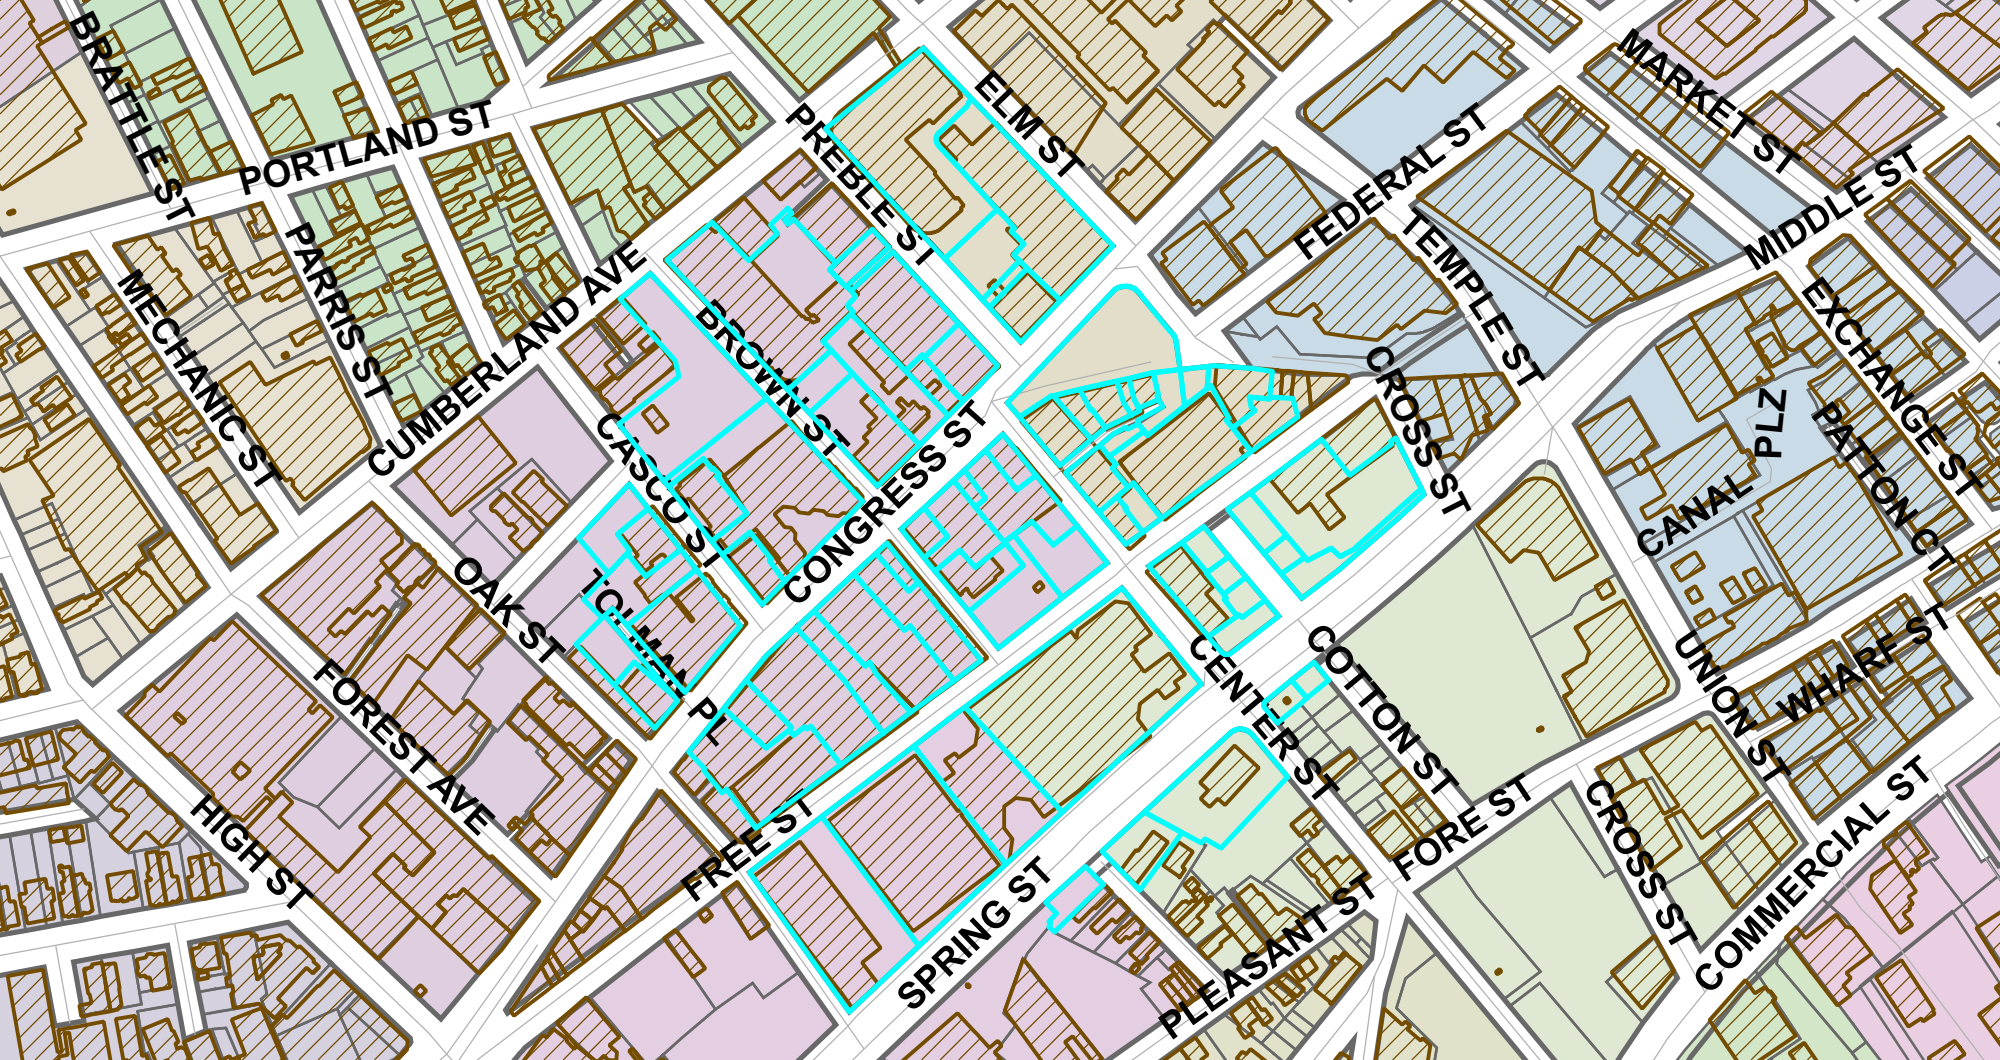 BRATTLE ST
MARKET ST
ELM ST
PORTLAND ST
PREBLE ST
FEDERAL ST
MIDDLE ST
TEMPLE ST
PARRIS ST
MECHANIC ST
CUMBERLAND AVE
BROWN ST
EXCHANGE ST
CROSS ST
PLZ
CANAL
PATTON CT
CASCO ST
CONGRESS ST
OAK ST
TOLMAN PL
FOREST AVE
CENTER ST
COTTON ST
UNION ST
WHARF ST
HIGH ST
FREE ST
SPRING ST
FORE ST
CROSS ST
COMMERCIAL ST
PLEASANT ST